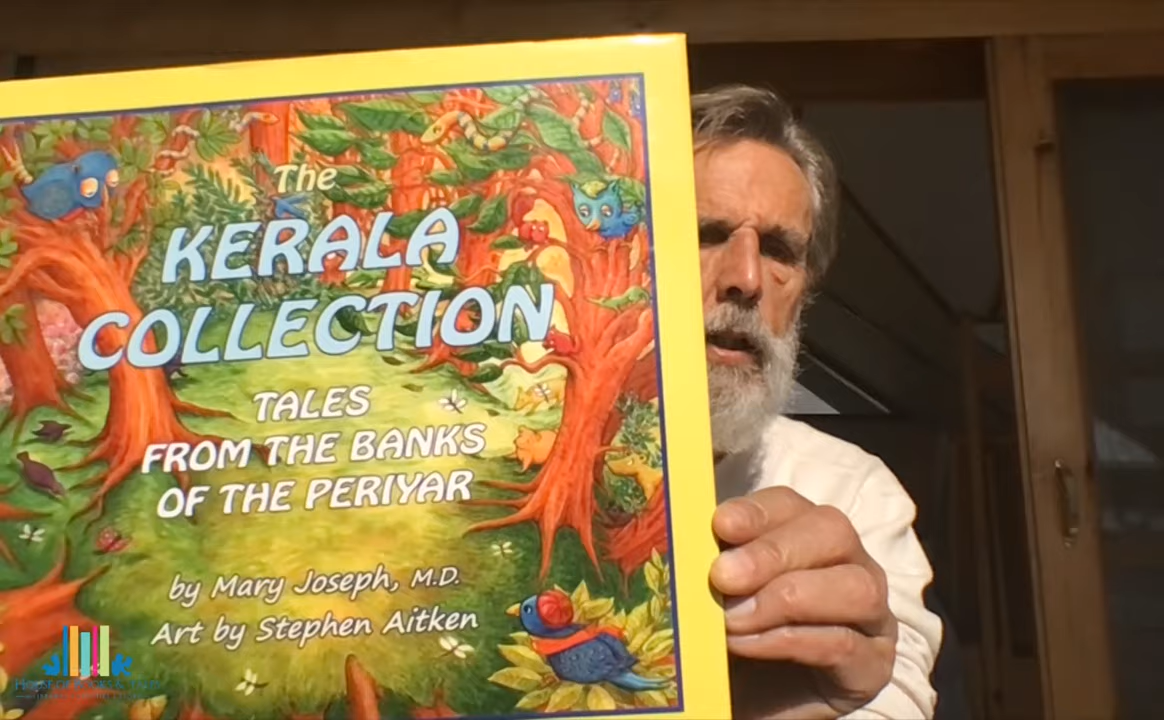 The
KERALA
COLLECTION
TALES
FROM THE BANKS
OF THE PERIYAR
by Mary Joseph, M.D.
Art by Stephen Aitken